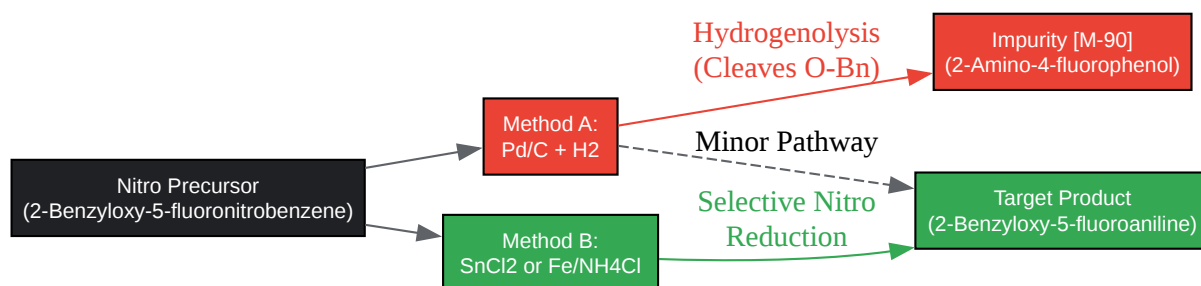 Hydrogenolysis
(Cleaves O-Bn)
Impurity [M-90]
(2-Amino-4-fluorophenol)
Method A:
Pd/C + H2
Minor Pathway
Nitro Precursor
(2-Benzyloxy-5-fluoronitrobenzene)
Selective Nitro
Reduction
Target Product
(2-Benzyloxy-5-fluoroaniline)
Method B:
SnCl2 or Fe/NH4Cl